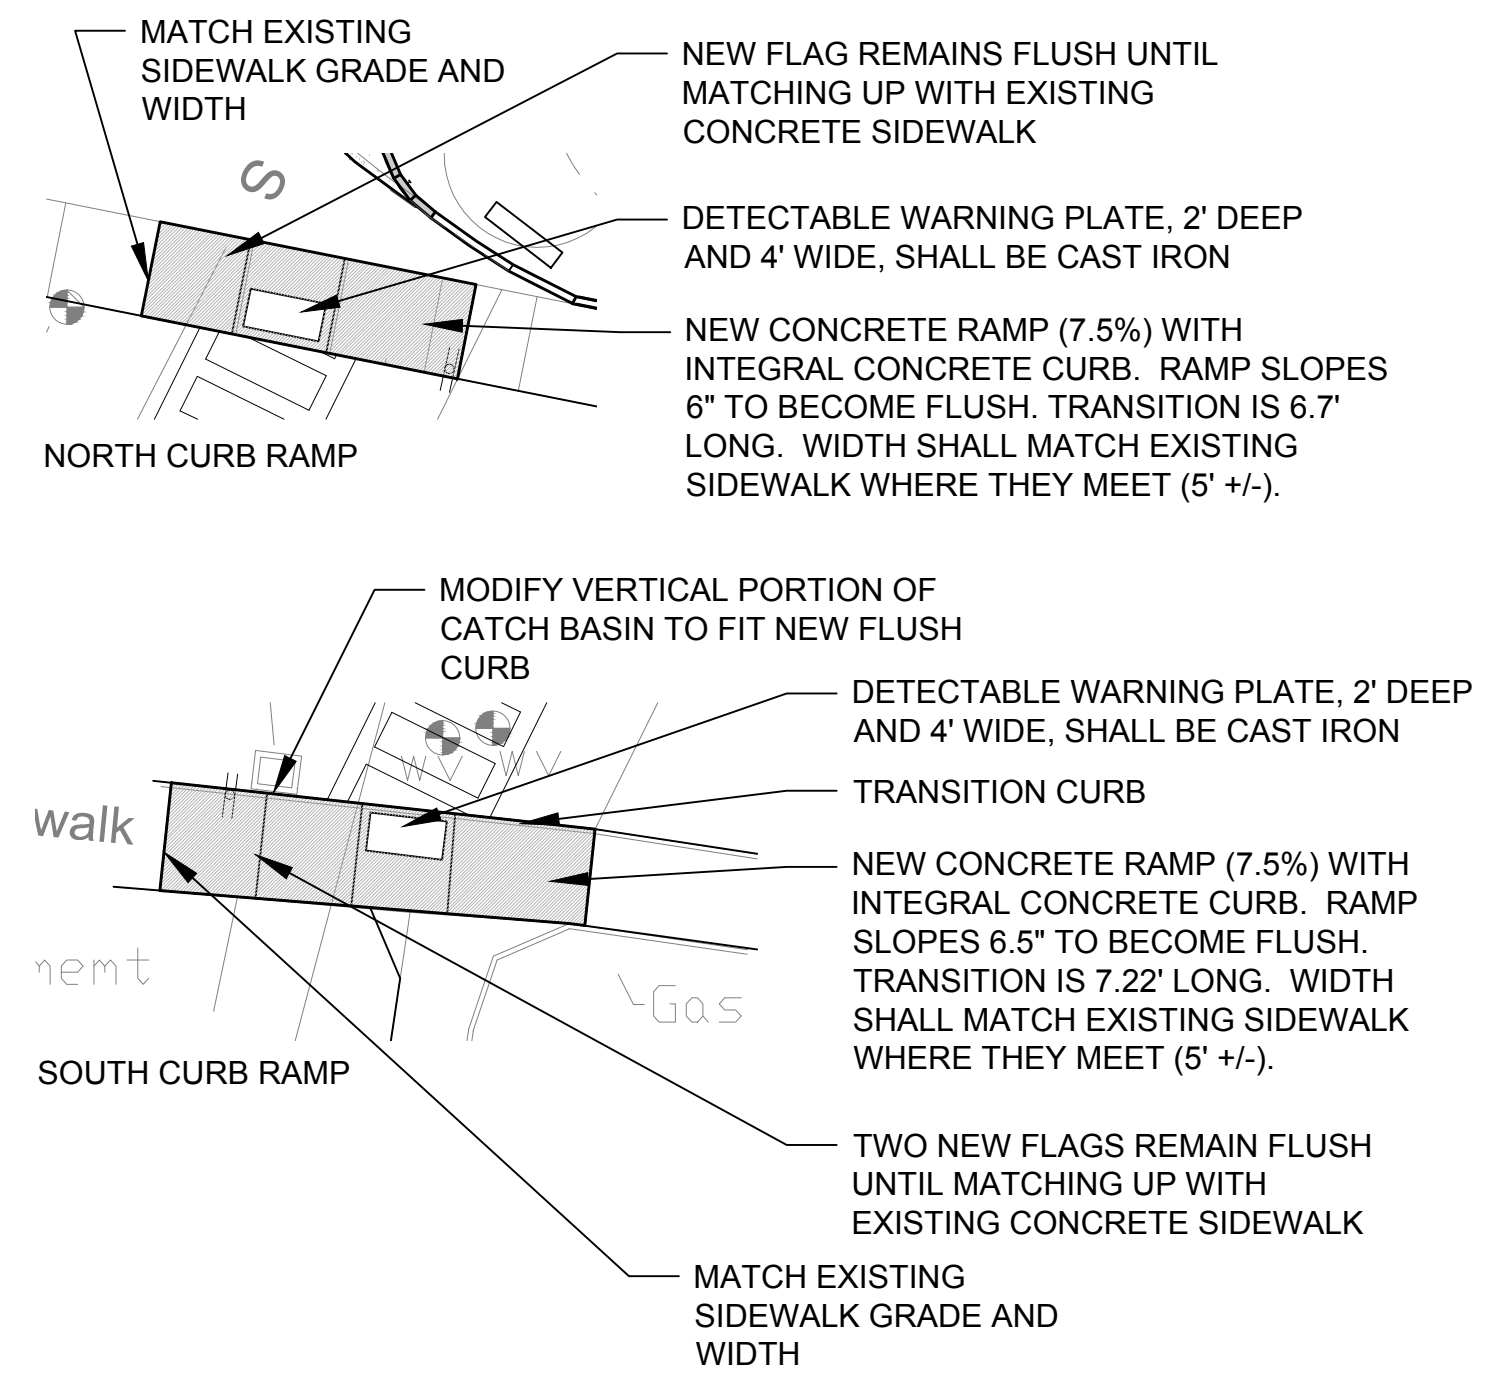 MATCH EXISTING
SIDEWALK GRADE AND
WIDTH
NEW FLAG REMAINS FLUSH UNTIL
MATCHING UP WITH EXISTING
CONCRETE SIDEWALK
S
DETECTABLE WARNING PLATE, 2' DEEP
AND 4' WIDE, SHALL BE CAST IRON
NEW CONCRETE RAMP (7.5%) WITH
INTEGRAL CONCRETE CURB. RAMP SLOPES
6" TO BECOME FLUSH. TRANSITION IS 6.7'
LONG. WIDTH SHALL MATCH EXISTING
SIDEWALK WHERE THEY MEET (5' +/-).
NORTH CURB RAMP
MODIFY VERTICAL PORTION OF
CATCH BASIN TO FIT NEW FLUSH
CURB
DETECTABLE WARNING PLATE, 2' DEEP
AND 4' WIDE, SHALL BE CAST IRON
WV WV
TRANSITION CURB
walk
NEW CONCRETE RAMP (7.5%) WITH
INTEGRAL CONCRETE CURB. RAMP
SLOPES 6.5" TO BECOME FLUSH.
TRANSITION IS 7.22' LONG. WIDTH
SHALL MATCH EXISTING SIDEWALK
WHERE THEY MEET (5' +/-).
nemt
Gas
SOUTH CURB RAMP
TWO NEW FLAGS REMAIN FLUSH
UNTIL MATCHING UP WITH
EXISTING CONCRETE SIDEWALK
MATCH EXISTING
SIDEWALK GRADE AND
WIDTH